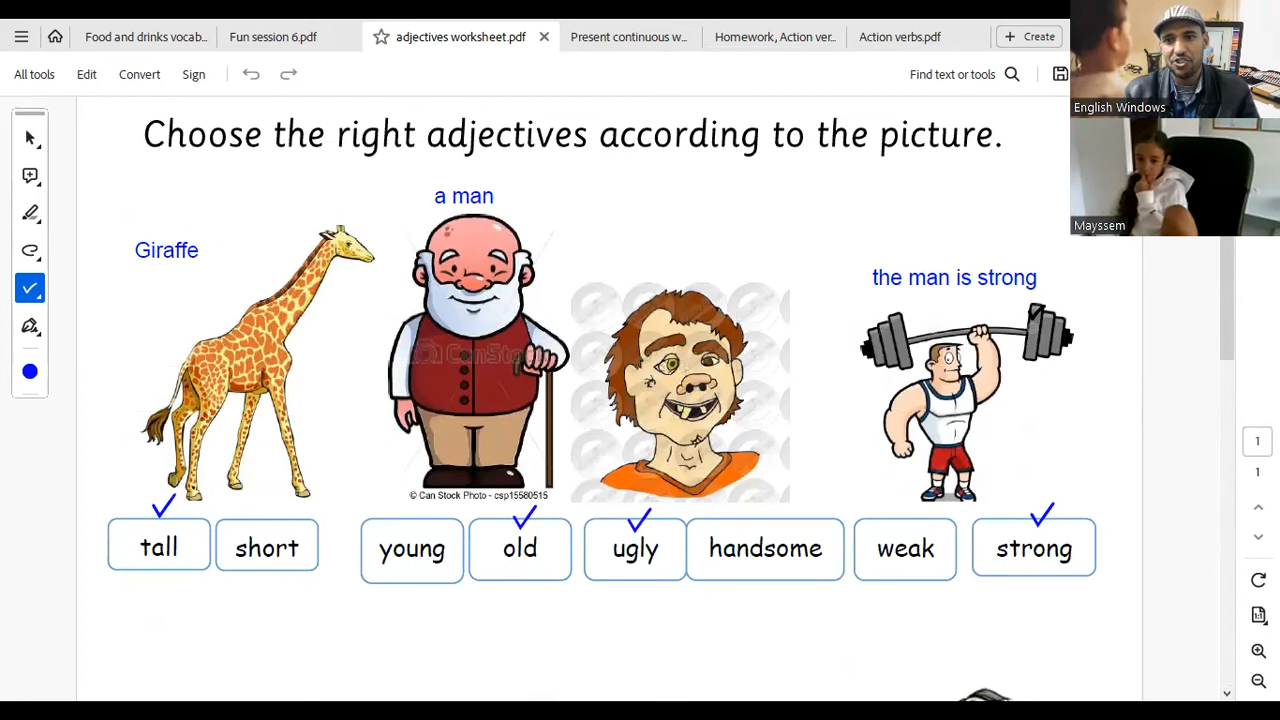 Food and drinks vocab... Fun session 6.pdf adjectives worksheet.pdf Present continuous w... Homework, Action ver... Action verbs.pdf Create
All tools Edit Convert Sign Find text or tools
English Windows
Mayssem
Choose the right adjectives according to the picture.
a man
Giraffe
the man is strong
CanSto
© Can Stock Photo - csp15580515
tall short young old ugly handsome weak strong
1
1
1:1